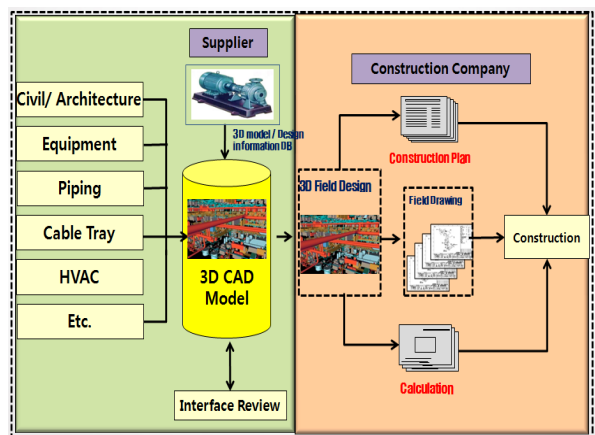 Supplier
Civil/ Architecture
Equipment
Piping
Cable Tray
HVAC
Etc.
3D model / Design
information DB
3D CAD
Model
Interface Review
Construction Company
Construction Plan
3D Field Design
Field Drawing
Construction
Calculation